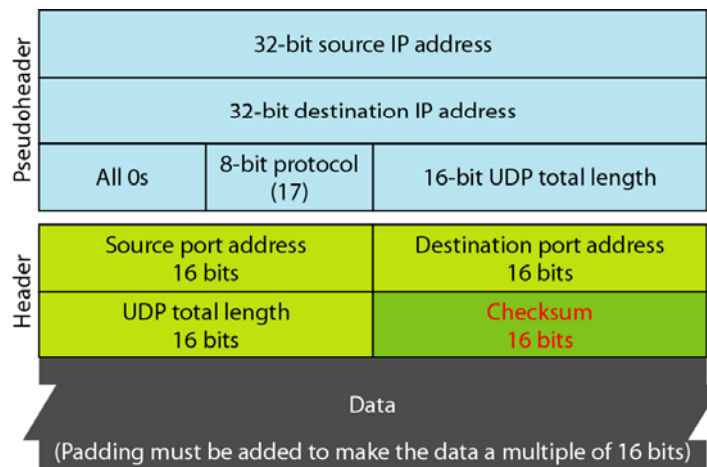 Pseudoheader
32-bit source IP address
32-bit destination IP address
All 0s
8-bit protocol
(17)
16-bit UDP total length
Header
Source port address
16 bits
Destination port address
16 bits
UDP total length
16 bits
Checksum
16 bits
Data
(Padding must be added to make the data a multiple of 16 bits)